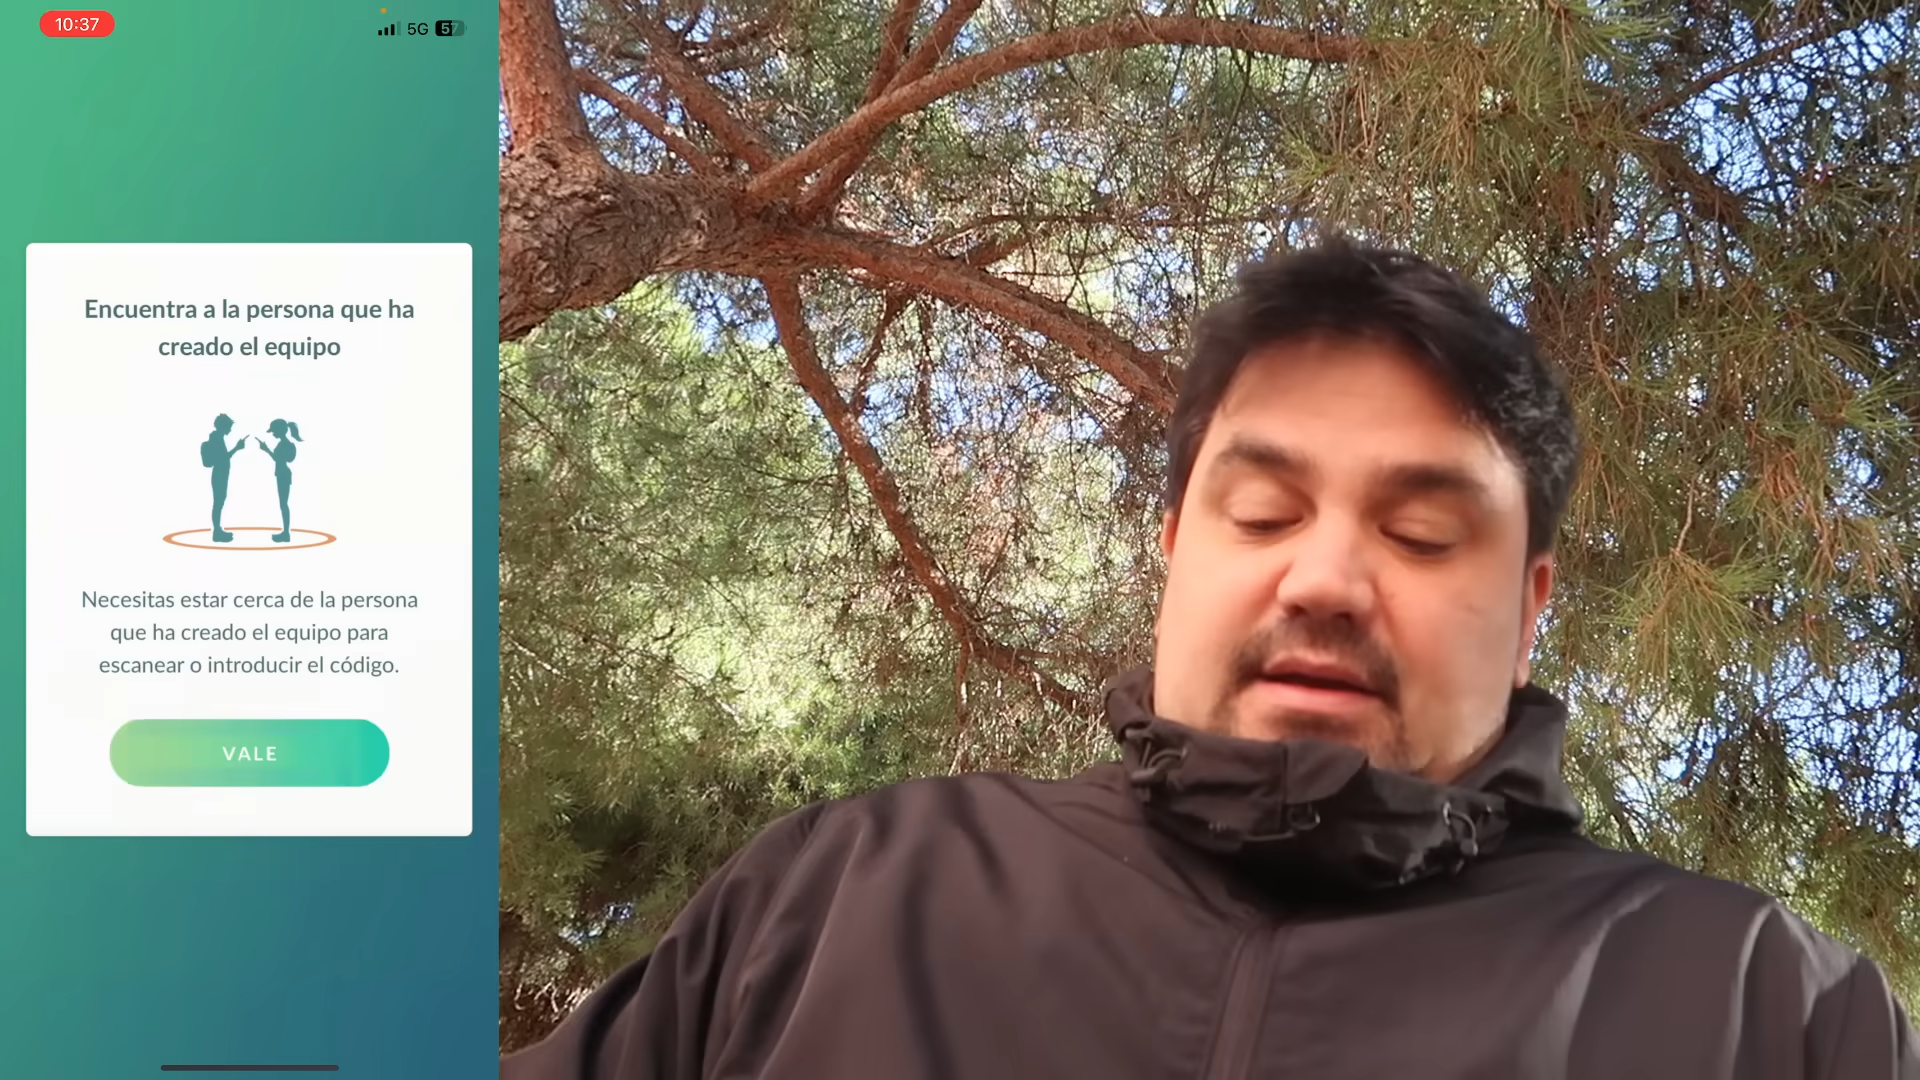 10:37
5G 57
Encuentra a la persona que ha
creado el equipo
Necesitas estar cerca de la persona
que ha creado el equipo para
escanear o introducir el código.
VALE